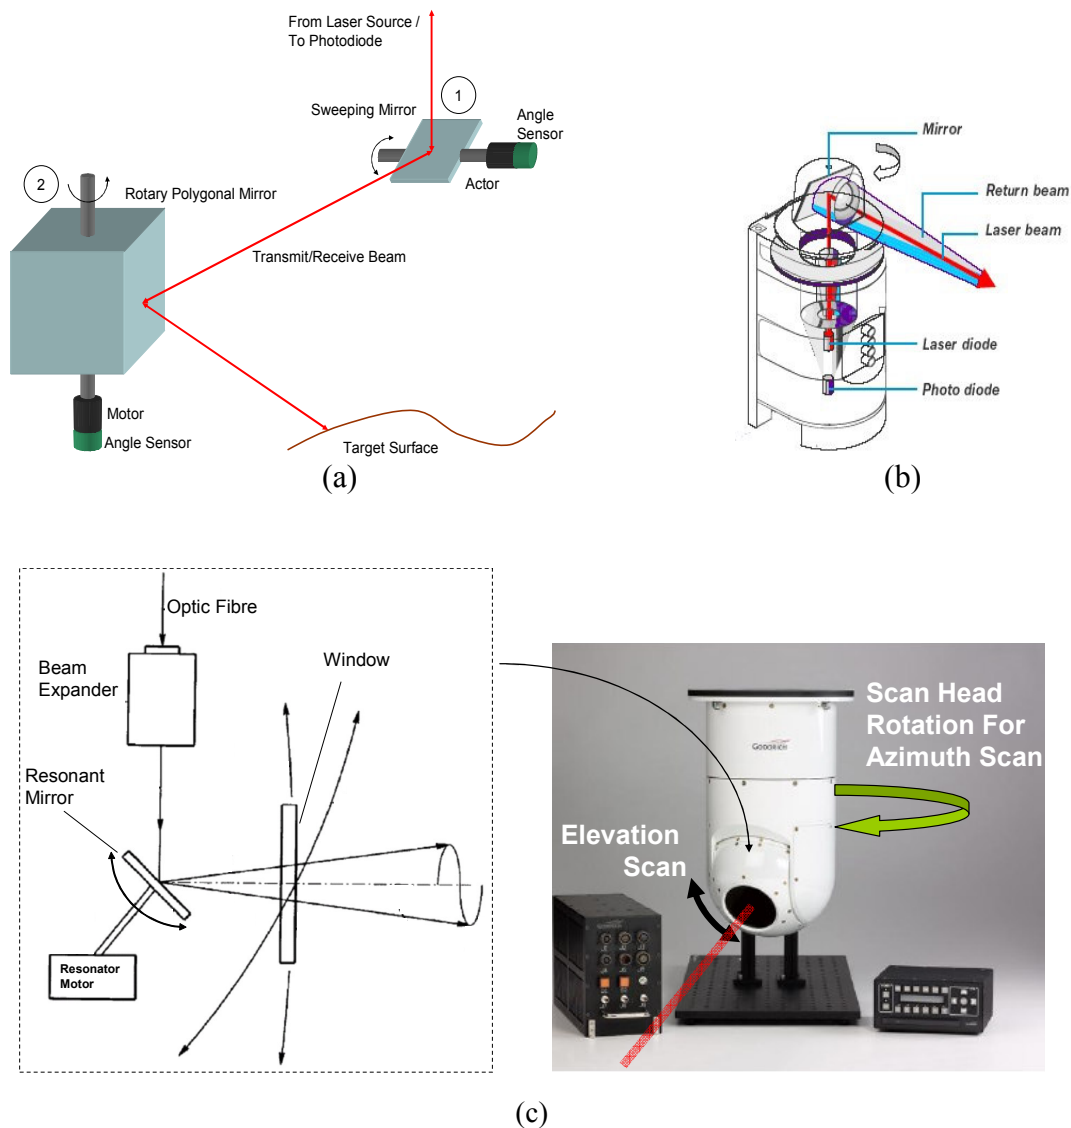 From Laser Source /
To Photodiode
1
Sweeping Mirror
Angle
Sensor
Actor
2
Rotary Polygonal Mirror
Transmit/Receive Beam
Motor
Angle Sensor
Target Surface
(a)
Mirror
Return beam
Laser beam
Laser diode
Photo diode
(b)
Optic Fibre
Beam
Expander
Window
Resonant
Mirror
Resonator
Motor
GOODRICH
Scan Head
Rotation For
Azimuth Scan
Elevation
Scan
(c)